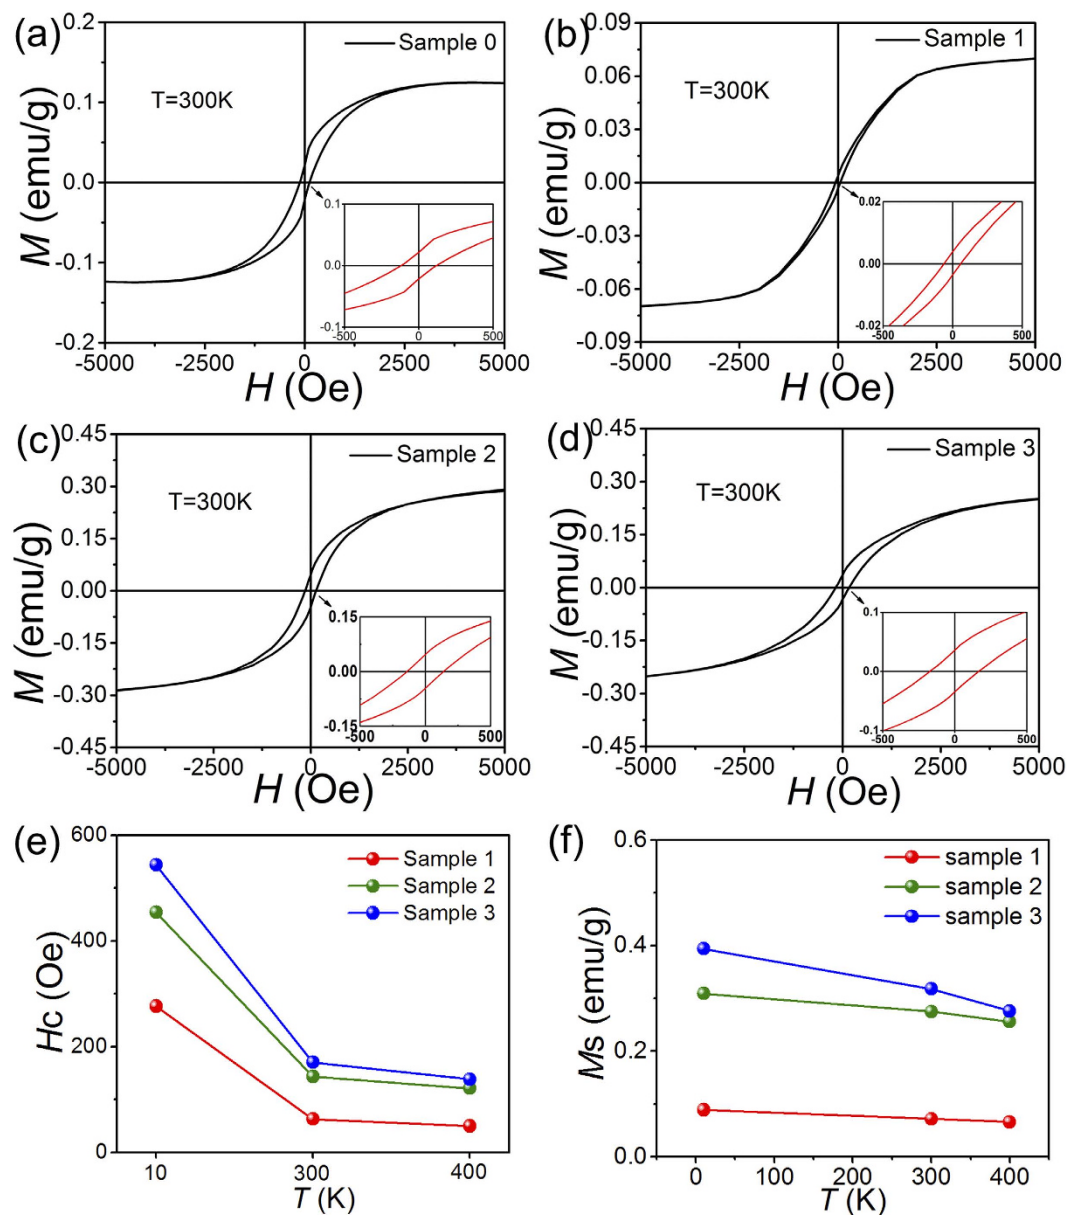 (a)
Sample 0
T=300K
M (emu/g)
0.2
0.1
0.0
-0.1
-0.2
-5000 -2500 0 2500 5000
H (Oe)
0.1
0.0
-0.1
-500 0 500
(b)
Sample 1
T=300K
M (emu/g)
0.09
0.06
0.03
0.00
-0.03
-0.06
-0.09
-5000 -2500 0 2500 5000
H (Oe)
0.02
0.00
-0.02
-500 0 500
(c)
Sample 2
T=300K
M (emu/g)
0.45
0.30
0.15
0.00
-0.15
-0.30
-0.45
-5000 -2500 0 2500 5000
H (Oe)
0.15
0.00
-0.15
-500 0 500
(d)
Sample 3
T=300K
M (emu/g)
0.45
0.30
0.15
0.00
-0.15
-0.30
-0.45
-5000 -2500 0 2500 5000
H (Oe)
0.1
0.0
-0.1
-500 0 500
(e)
Sample 1
Sample 2
Sample 3
Hc (Oe)
600
400
200
0
10 300 400
T (K)
(f)
sample 1
sample 2
sample 3
Ms (emu/g)
0.6
0.4
0.2
0.0
0 100 200 300 400
T (K)